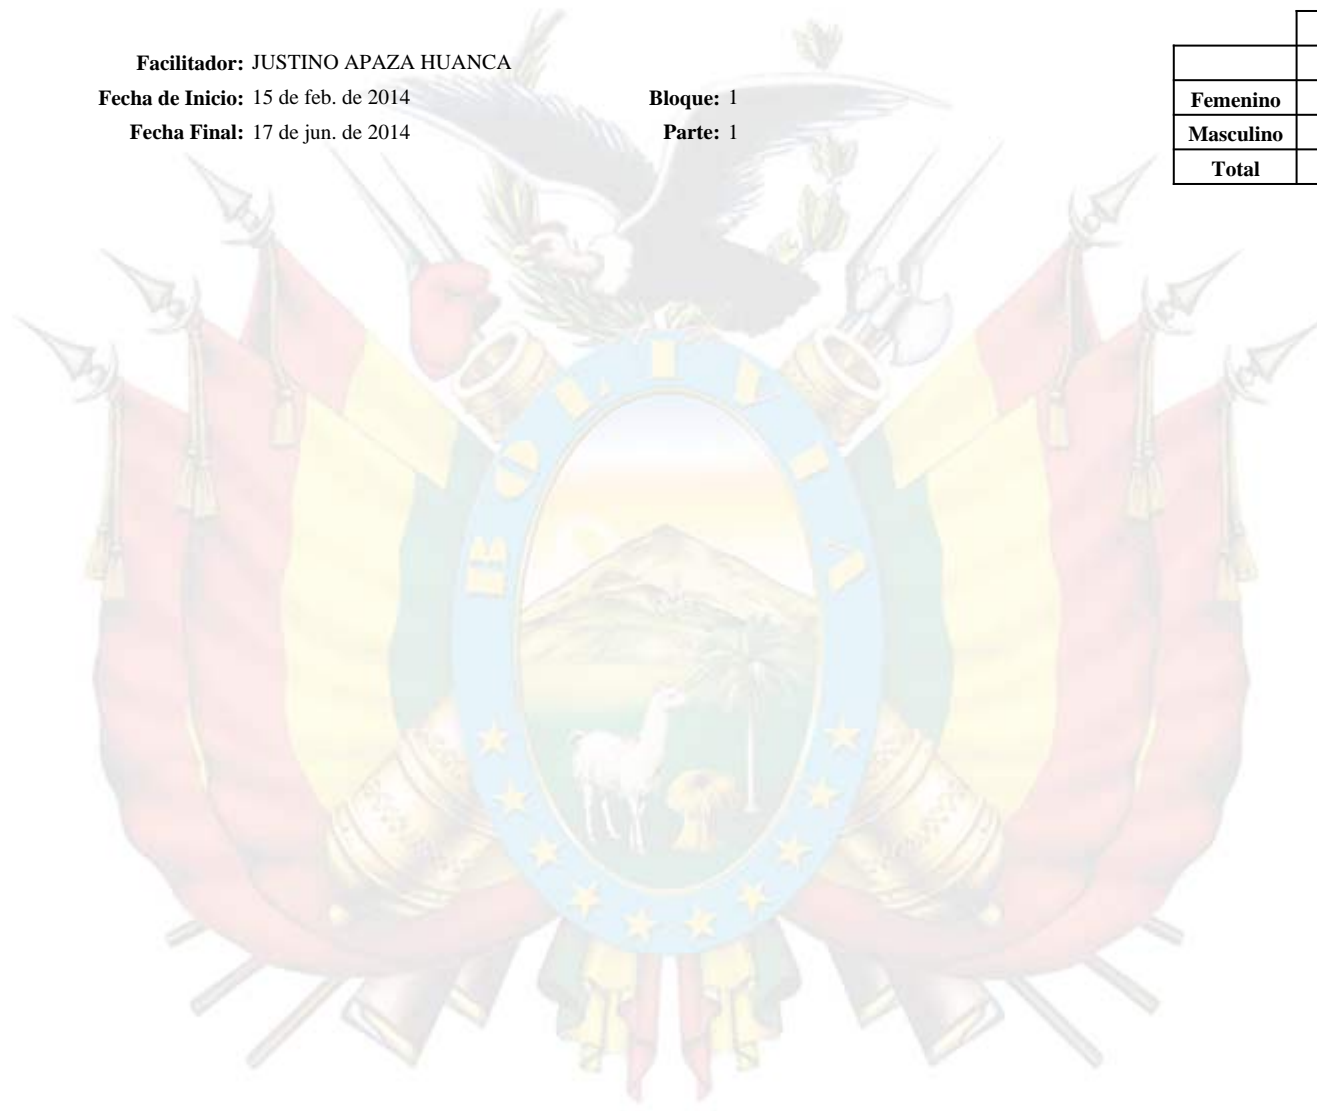 Facilitador: JUSTINO APAZA HUANCA
Fecha de Inicio: 15 de feb. de 2014 Bloque: 1
Fecha Final: 17 de jun. de 2014 Parte: 1
Femenino
Masculino
Total
BOLIVIA